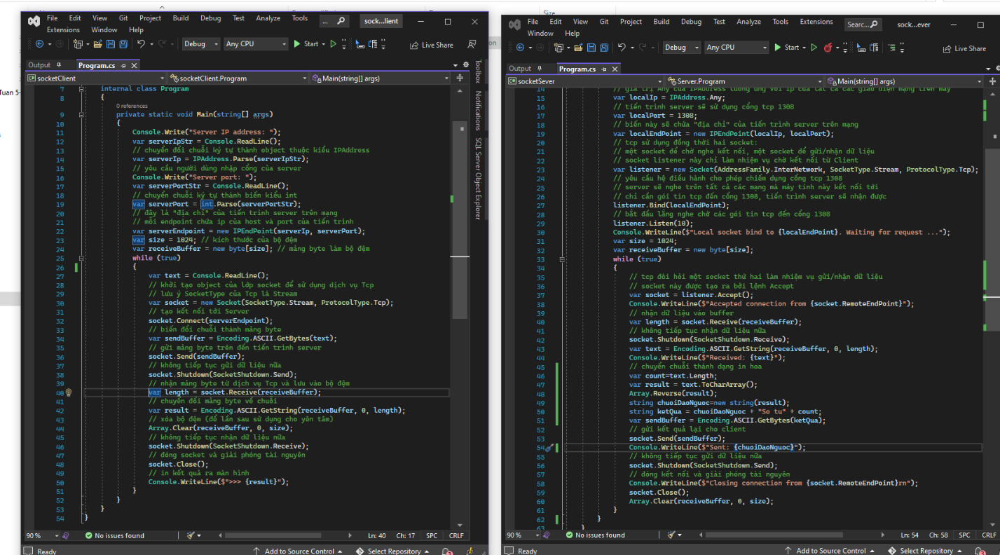 Size
File Edit View Git Project Build Debug Test Analyze Tools ... sock...lient
Extensions Window Help
Debug Any CPU Start Live Share
Output Program.cs
socketClient socketClient.Program Main(string[] args)
7 internal class Program
8 {
0 references
9 private static void Main(string[] args)
10 {
11 Console.Write("Server IP address: ");
12 var serverIpStr = Console.ReadLine();
13 // chuyển đổi chuỗi ký tự thành object thuộc kiểu IPAddress
14 var serverIp = IPAddress.Parse(serverIpStr);
15 // yêu cầu người dùng nhập cổng của server
16 Console.Write("Server port: ");
17 var serverPortStr = Console.ReadLine();
18 // chuyển chuỗi ký tự thành biến kiểu int
19 var serverPort = int.Parse(serverPortStr);
20 // đây là "địa chỉ" của tiến trình server trên mạng
21 // mỗi endpoint chứa ip của host và port của tiến trình
22 var serverEndpoint = new IPEndPoint(serverIp, serverPort);
23 var size = 1024; // kích thước của bộ đệm
24 var receiveBuffer = new byte[size]; // mảng byte làm bộ đệm
25 while (true)
26 {
27 var text = Console.ReadLine();
28 // khởi tạo object của lớp socket để sử dụng dịch vụ Tcp
29 // lưu ý SocketType của Tcp là Stream
30 var socket = new Socket(SocketType.Stream, ProtocolType.Tcp);
31 // tạo kết nối tới Server
32 socket.Connect(serverEndpoint);
33 // biến đổi chuỗi thành mảng byte
34 var sendBuffer = Encoding.ASCII.GetBytes(text);
35 // gửi mảng byte trên đến tiến trình server
36 socket.Send(sendBuffer);
37 // không tiếp tục gửi dữ liệu nữa
38 socket.Shutdown(SocketShutdown.Send);
39 // nhận mảng byte từ dịch vụ Tcp và lưu vào bộ đệm
40 var length = socket.Receive(receiveBuffer);
41 // chuyển đổi mảng byte về chuỗi
42 var result = Encoding.ASCII.GetString(receiveBuffer, 0, length);
43 // xóa bộ đệm (để lần sau sử dụng cho yên tâm)
44 Array.Clear(receiveBuffer, 0, size);
45 // không tiếp tục nhận dữ liệu nữa
46 socket.Shutdown(SocketShutdown.Receive);
47 // đóng socket và giải phóng tài nguyên
48 socket.Close();
49 // in kết quả ra màn hình
50 Console.WriteLine($">>> {result}");
51 }
52 }
53 }
54 }
Toolbox
Notifications
SQL Server Object Explorer
90 % No issues found Ln: 40 Ch: 17 SPC CRLF
Ready Add to Source Control Select Repository
Tuan 5-
File Edit View Git Project Build Debug Test Analyze Tools Extensions Searc... sock...ever
Window Help
Debug Any CPU Start Live Share
Output Program.cs
socketSever Server.Program Main(string[] args)
14 // giá trị Any của IPAddress tương ứng với Ip của tất cả các giao diện mạng trên máy
15 var localIp = IPAddress.Any;
16 // tiến trình server sẽ sử dụng cổng tcp 1308
17 var localPort = 1308;
18 // biến này sẽ chứa "địa chỉ" của tiến trình server trên mạng
19 var localEndPoint = new IPEndPoint(localIp, localPort);
20 // tcp sử dụng đồng thời hai socket:
21 // một socket để chờ nghe kết nối, một socket để gửi/nhận dữ liệu
22 // socket listener này chỉ làm nhiệm vụ chờ kết nối từ Client
23 var listener = new Socket(AddressFamily.InterNetwork, SocketType.Stream, ProtocolType.Tcp);
24 // yêu cầu hệ điều hành cho phép chiếm dụng cổng tcp 1308
25 // server sẽ nghe trên tất cả các mạng mà máy tính này kết nối tới
26 // chỉ cần gói tin tcp đến cổng 1308, tiến trình server sẽ nhận được
27 listener.Bind(localEndPoint);
28 // bắt đầu lắng nghe chờ các gói tin tcp đến cổng 1308
29 listener.Listen(10);
30 Console.WriteLine($"Local socket bind to {localEndPoint}. Waiting for request ...");
31 var size = 1024;
32 var receiveBuffer = new byte[size];
33 while (true)
34 {
35 // tcp đòi hỏi một socket thứ hai làm nhiệm vụ gửi/nhận dữ liệu
36 // socket này được tạo ra bởi lệnh Accept
37 var socket = listener.Accept();
38 Console.WriteLine($"Accepted connection from {socket.RemoteEndPoint}");
39 // nhận dữ liệu vào buffer
40 var length = socket.Receive(receiveBuffer);
41 // không tiếp tục nhận dữ liệu nữa
42 socket.Shutdown(SocketShutdown.Receive);
43 var text = Encoding.ASCII.GetString(receiveBuffer, 0, length);
44 Console.WriteLine($"Received: {text}");
45 // chuyển chuỗi thành dạng in hoa
46 var count=text.Length;
47 var result = text.ToCharArray();
48 Array.Reverse(result);
49 string chuoiDaoNguoc=new string(result);
50 string ketQua = chuoiDaoNguoc + "So tu" + count;
51 var sendBuffer = Encoding.ASCII.GetBytes(ketQua);
52 // gửi kết quả lại cho client
53 socket.Send(sendBuffer);
54 Console.WriteLine($"Sent: {chuoiDaoNguoc}");
55 // không tiếp tục gửi dữ liệu nữa
56 socket.Shutdown(SocketShutdown.Send);
57 // đóng kết nối và giải phóng tài nguyên
58 Console.WriteLine($"Closing connection from {socket.RemoteEndPoint}rn");
59 socket.Close();
60 Array.Clear(receiveBuffer, 0, size);
61 }
62 }
63 }
90 % No issues found Ln: 54 Ch: 58 SPC CRLF
Ready Add to Source Control Select Repository